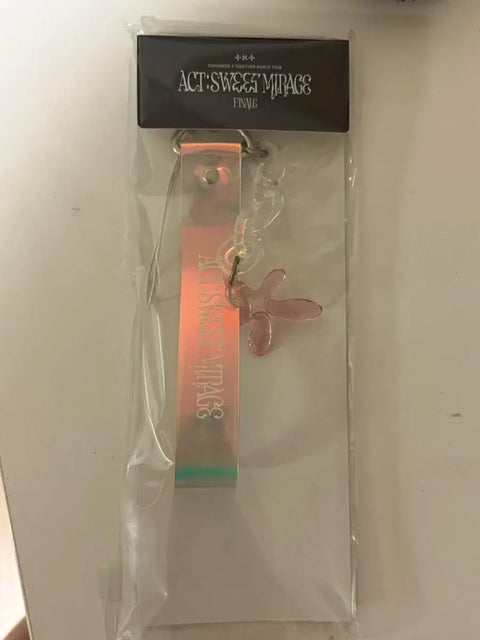 +×+
TOMORROW X TOGETHER WORLD TOUR
ACT : SWEET MIRAGE
FINALE
ACT : SWEET MIRAGE